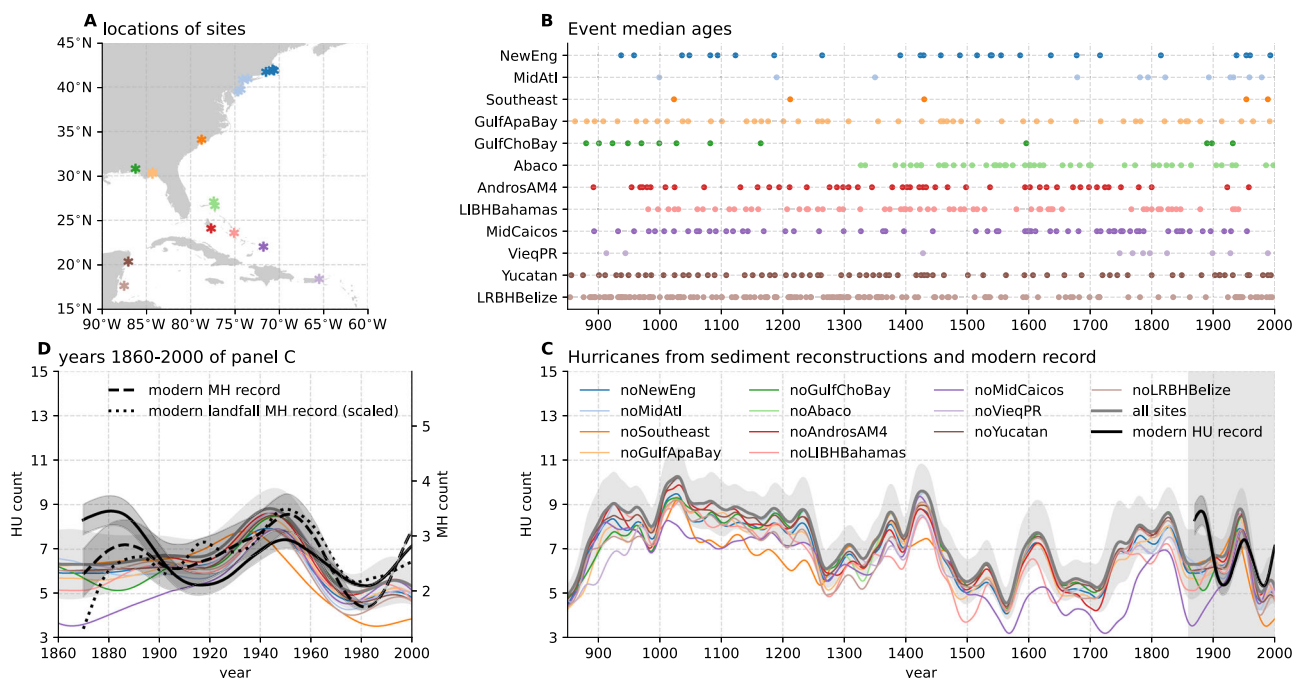 A
locations of sites
45°N
40°N
35°N
30°N
25°N
20°N
15°N
90°W 85°W 80°W 75°W 70°W 65°W 60°W
B
Event median ages
NewEng
MidAtl
Southeast
GulfApaBay
GulfChoBay
Abaco
AndrosAM4
LIBHBahamas
MidCaicos
VieqPR
Yucatan
LRBHBelize
900 1000 1100 1200 1300 1400 1500 1600 1700 1800 1900 2000
D years 1860-2000 of panel C
modern MH record
modern landfall MH record (scaled)
15
13
11
9
7
5
3
HU count
5
4
3
2
MH count
1860 1880 1900 1920 1940 1960 1980 2000
year
C Hurricanes from sediment reconstructions and modern record
noNewEng
noMidAtl
noSoutheast
noGulfApaBay
noGulfChoBay
noAbaco
noAndrosAM4
noLIBHBahamas
noMidCaicos
noVieqPR
noYucatan
noLRBHBelize
all sites
modern HU record
15
13
11
9
7
5
3
HU count
900 1000 1100 1200 1300 1400 1500 1600 1700 1800 1900 2000
year